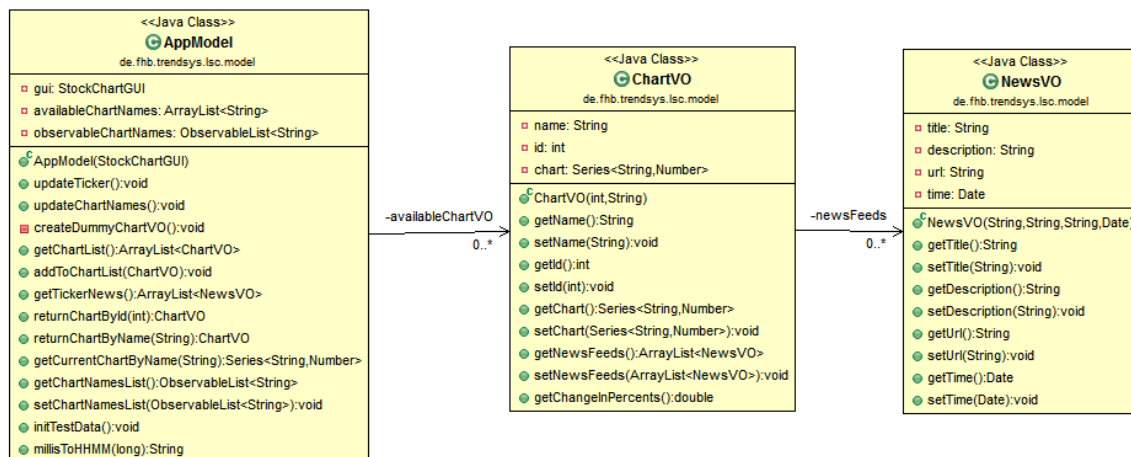 <<Java Class>>
AppModel
de.fhb.trendsys.lsc.model
gui: StockChartGUI
availableChartNames: ArrayList<String>
observableChartNames: ObservableList<String>
AppModel(StockChartGUI)
updateTicker():void
updateChartNames():void
createDummyChartVO():void
getChartList():ArrayList<ChartVO>
addToChartList(ChartVO):void
getTickerNews():ArrayList<NewsVO>
returnChartById(int):ChartVO
returnChartByName(String):ChartVO
getCurrentChartByName(String):Series<String,Number>
getChartNamesList():ObservableList<String>
setChartNamesList(ObservableList<String>):void
initTestData():void
millisToHHMM(long):String
-availableChartVO
0..*
<<Java Class>>
ChartVO
de.fhb.trendsys.lsc.model
name: String
id: int
chart: Series<String,Number>
ChartVO(int,String)
getName():String
setName(String):void
getId():int
setId(int):void
getChart():Series<String,Number>
setChart(Series<String,Number>):void
getNewsFeeds():ArrayList<NewsVO>
setNewsFeeds(ArrayList<NewsVO>):void
getChangeInPercents():double
-newsFeeds
0..*
<<Java Class>>
NewsVO
de.fhb.trendsys.lsc.model
title: String
description: String
url: String
time: Date
NewsVO(String,String,String,Date)
getTitle():String
setTitle(String):void
getDescription():String
setDescription(String):void
getUrl():String
setUrl(String):void
getTime():Date
setTime(Date):void